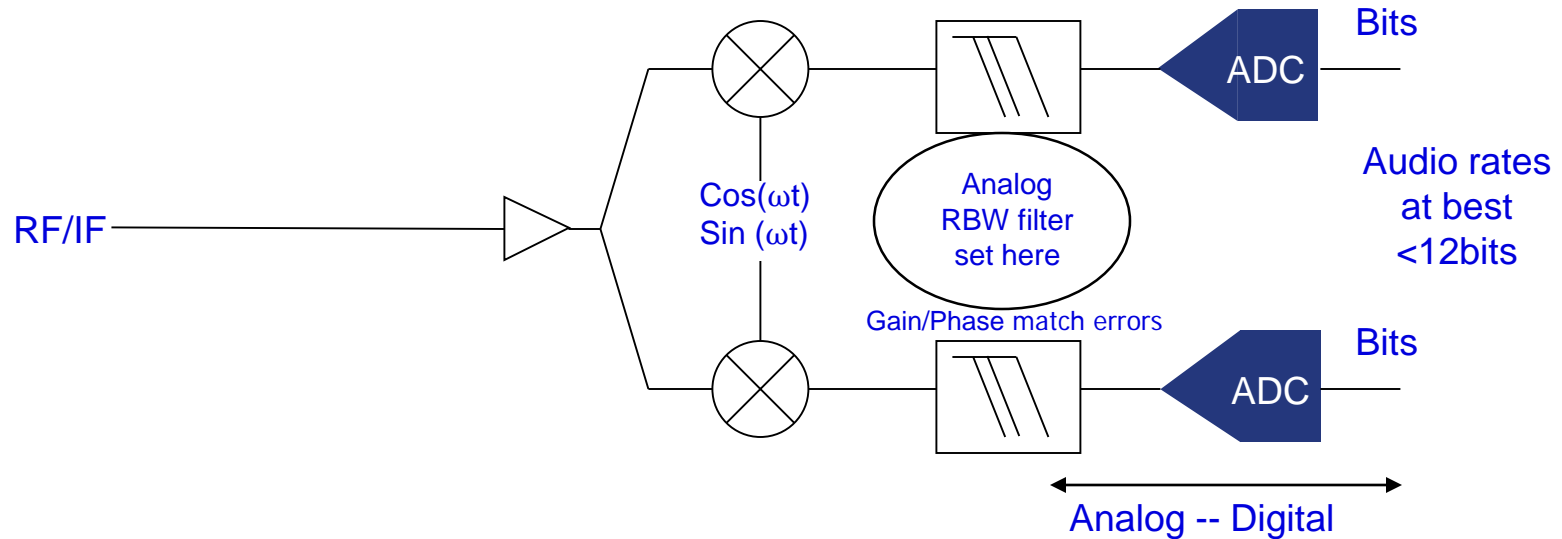 Bits
ADC
Audio rates
at best
<12bits
Cos(ωt)
Sin (ωt)
Analog
RBW filter
set here
RF/IF
Gain/Phase match errors
Bits
ADC
Analog -- Digital